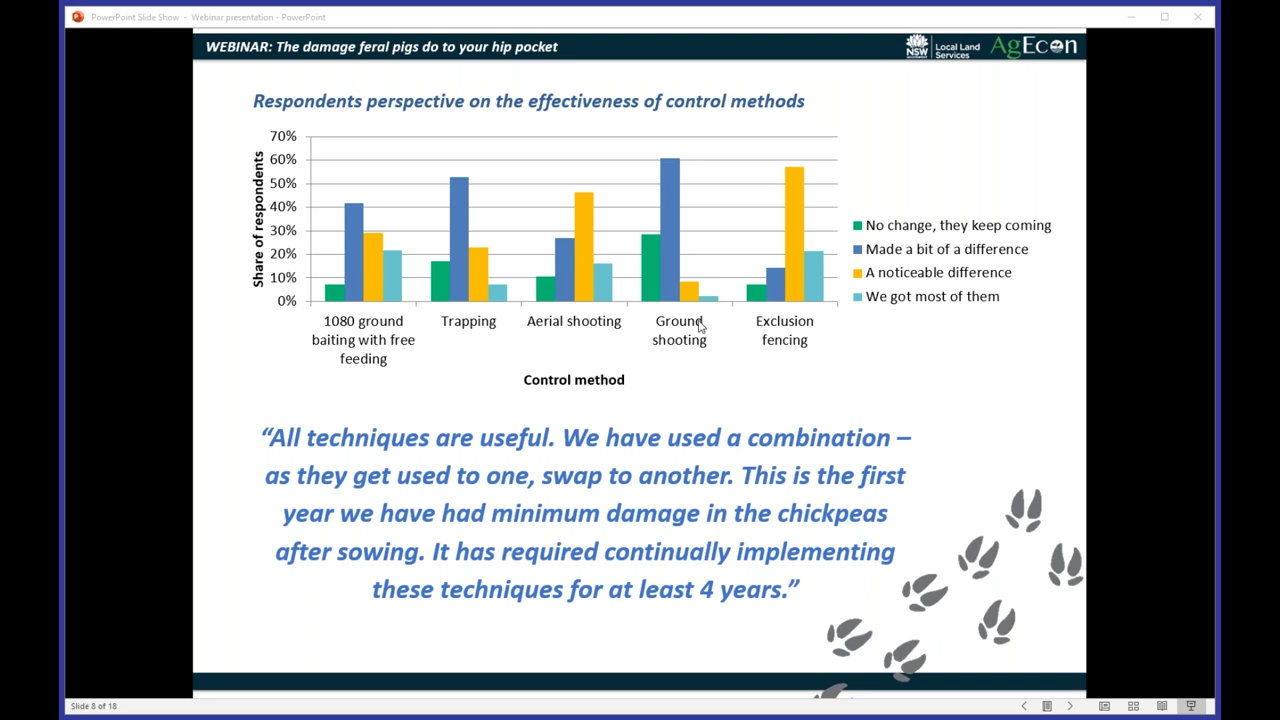 PowerPoint Slide Show - Webinar presentation - PowerPoint
WEBINAR: The damage feral pigs do to your hip pocket
NSW
Local Land
Services
AgEcon
Respondents perspective on the effectiveness of control methods
Share of respondents
70%
60%
50%
40%
30%
20%
10%
0%
1080 ground
baiting with free
feeding
Trapping
Aerial shooting
Ground
shooting
Exclusion
fencing
Control method
No change, they keep coming
Made a bit of a difference
A noticeable difference
We got most of them
“All techniques are useful. We have used a combination –
as they get used to one, swap to another. This is the first
year we have had minimum damage in the chickpeas
after sowing. It has required continually implementing
these techniques for at least 4 years.”
Slide 8 of 18